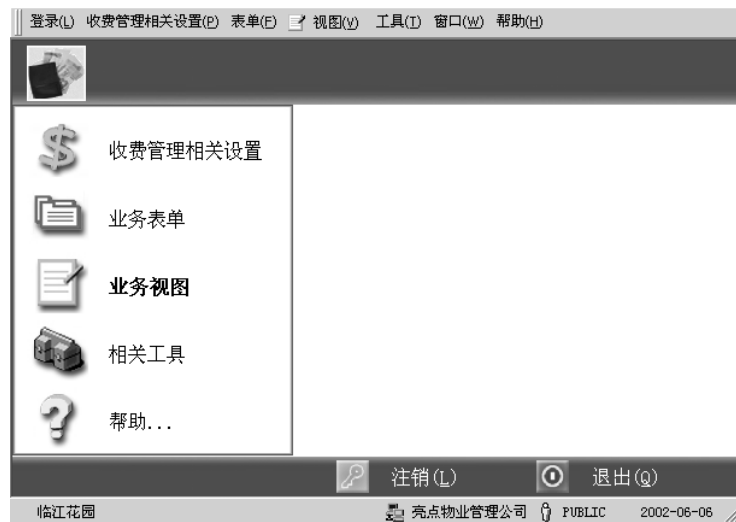 登录(L) 收费管理相关设置(P) 表单(F) 视图(V) 工具(T) 窗口(W) 帮助(H)
收费管理相关设置
业务表单
业务视图
相关工具
帮助...
注销(L) 退出(Q)
临江花园 亮点物业管理公司 PUBLIC 2002-06-06